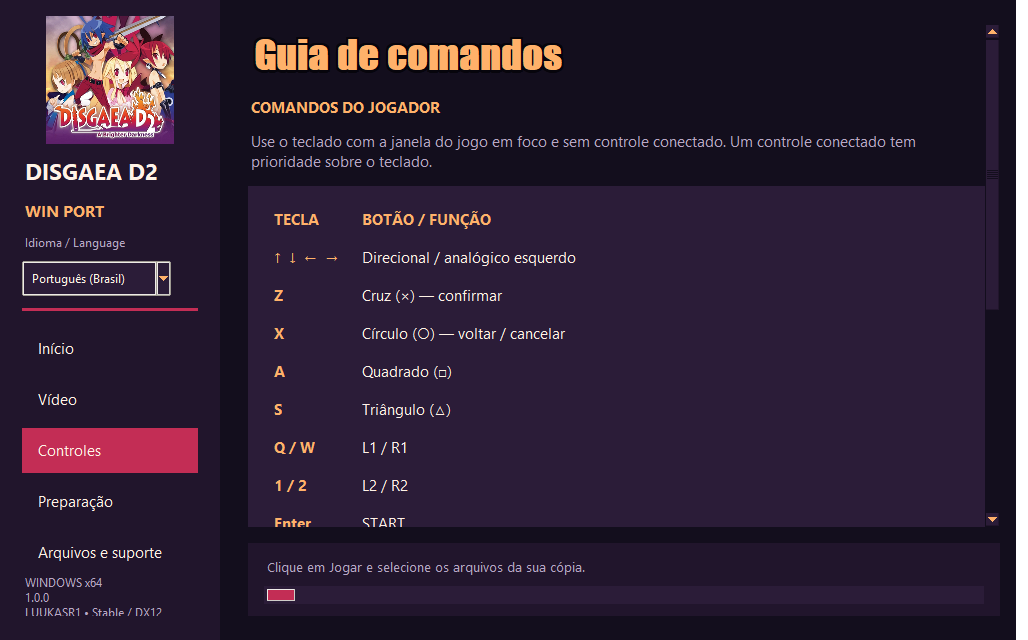 DISGAEA D2
A Brighter Darkness
DISGAEA D2
WIN PORT
Idioma / Language
Português (Brasil)
Início
Vídeo
Controles
Preparação
Arquivos e suporte
WINDOWS x64
1.0.0
LUUKASR1 • Stable / DX12
Guia de comandos
COMANDOS DO JOGADOR
Use o teclado com a janela do jogo em foco e sem controle conectado. Um controle conectado tem
prioridade sobre o teclado.
TECLA BOTÃO / FUNÇÃO
↑ ↓ ← → Direcional / analógico esquerdo
Z Cruz (×) — confirmar
X Círculo (○) — voltar / cancelar
A Quadrado (□)
S Triângulo (△)
Q / W L1 / R1
1 / 2 L2 / R2
Enter START
Clique em Jogar e selecione os arquivos da sua cópia.